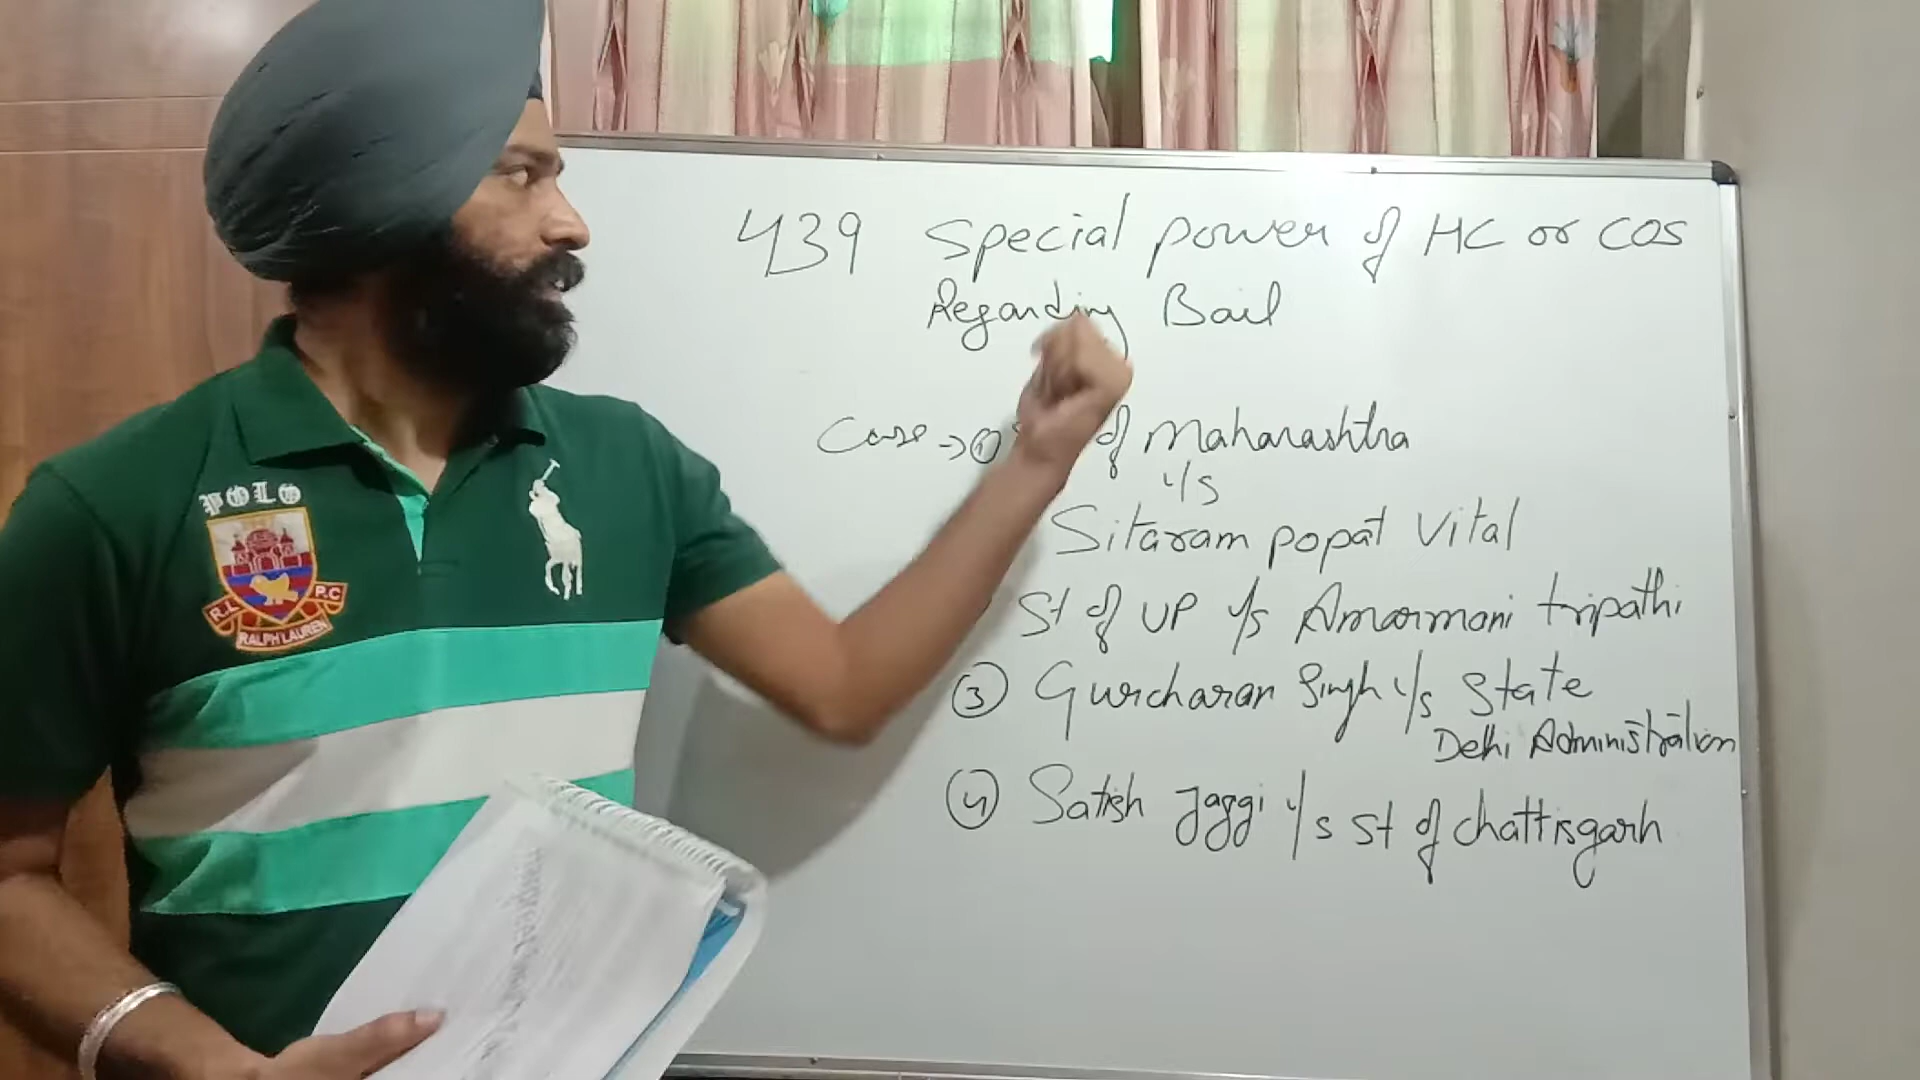 439 Special power of HC or COS
Regarding Bail
Case → ① of Maharashtra
v/s
Sitaram popat Vital
St of UP v/s Amarmani tripathi
③ Gurcharan Singh v/s State
Delhi Administration
④ Satish Jaggi v/s St of Chattisgarh
POLO
R.L P.C
RALPH LAUREN